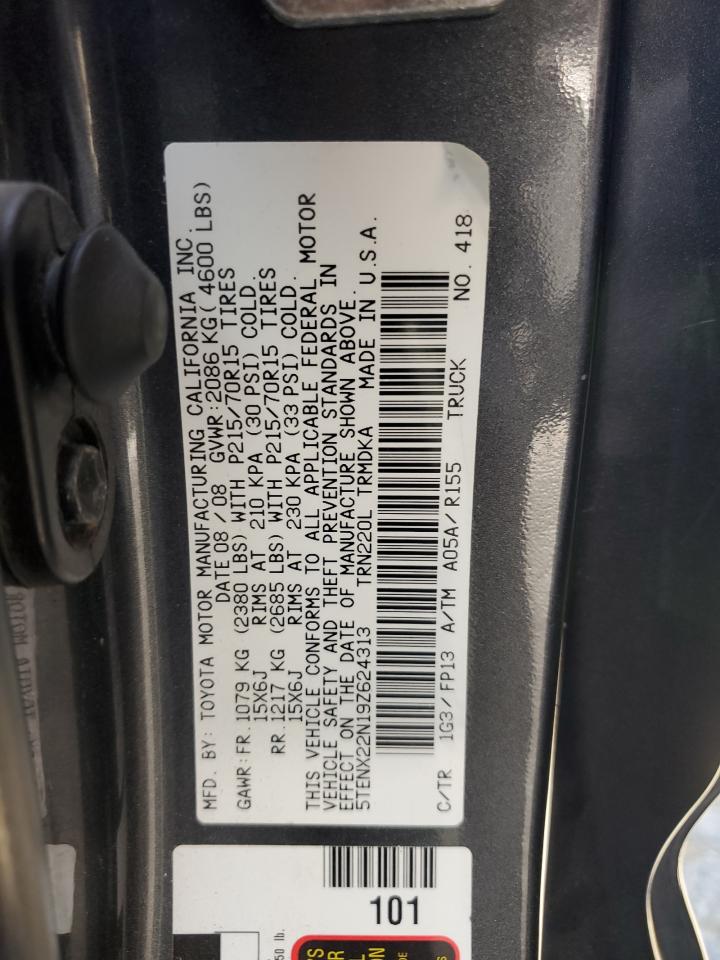 MFD. BY: TOYOTA MOTOR MANUFACTURING CALIFORNIA INC.
DATE 08 / 08 GVWR: 2086 KG( 4600 LBS)
GAWR: FR. 1079 KG (2380 LBS) WITH P215/70R15 TIRES
15X6J RIMS AT 210 KPA (30 PSI) COLD.
RR. 1217 KG (2685 LBS) WITH P215/70R15 TIRES
15X6J RIMS AT 230 KPA (33 PSI) COLD.
THIS VEHICLE CONFORMS TO ALL APPLICABLE FEDERAL MOTOR
VEHICLE SAFETY AND THEFT PREVENTION STANDARDS IN
EFFECT ON THE DATE OF MANUFACTURE SHOWN ABOVE.
5TENX22N19Z624313 TRN220L TRMDKA MADE IN U.S.A.
C/TR 1G3/FP13 A/TM A05A/R155 TRUCK NO. 418
101
50 lb.